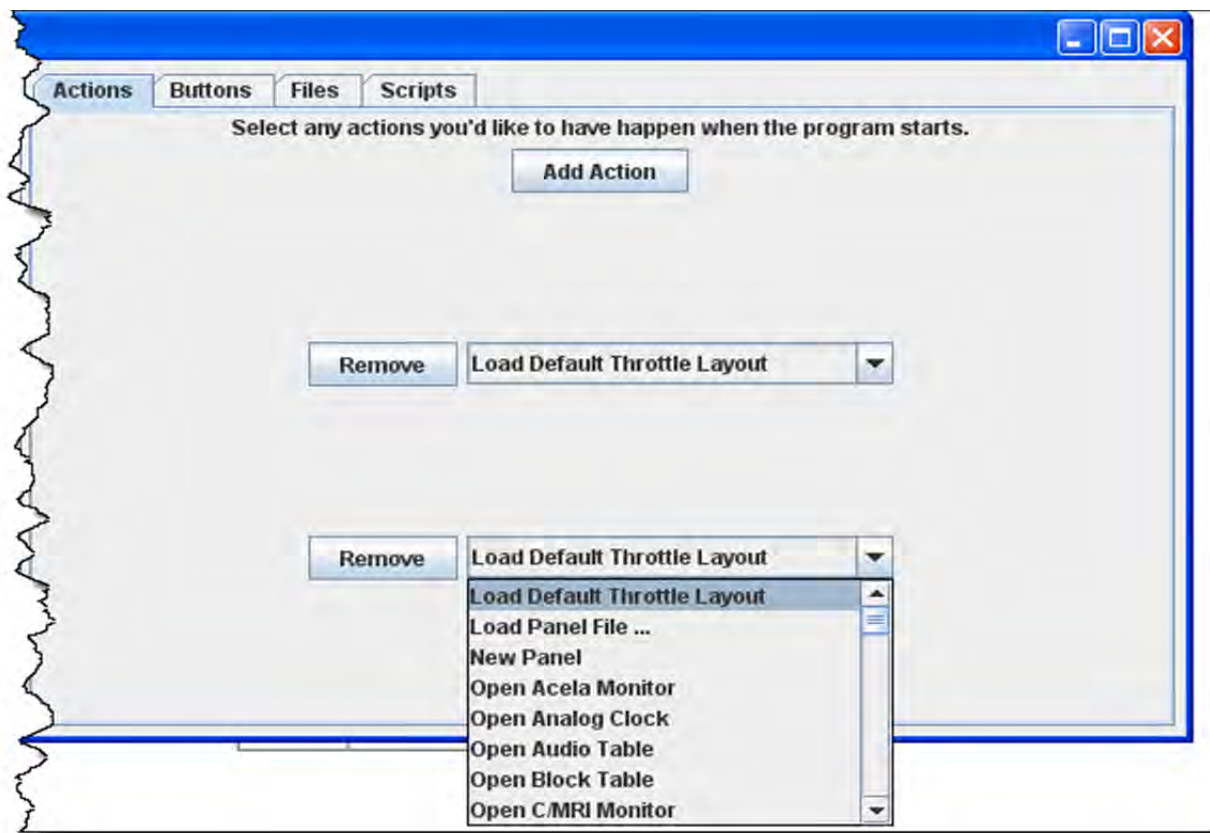 Actions Buttons Files Scripts
Select any actions you'd like to have happen when the program starts.
Add Action
Remove Load Default Throttle Layout
Remove Load Default Throttle Layout
Load Default Throttle Layout
Load Panel File ...
New Panel
Open Acela Monitor
Open Analog Clock
Open Audio Table
Open Block Table
Open C/MRI Monitor